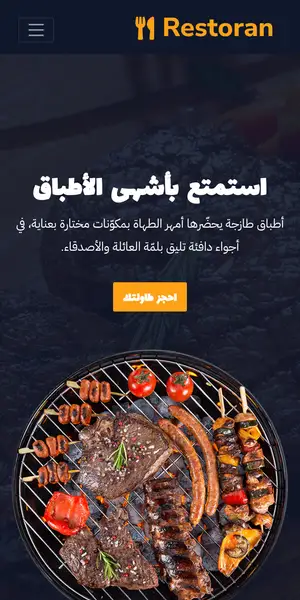 Restoran
استمتع بأشهى الأطباق
أطباق طازجة يحضّرها أمهر الطهاة بمكوّنات مختارة بعناية، في
أجواء دافئة تليق بلمّة العائلة والأصدقاء.
احجز طاولتك